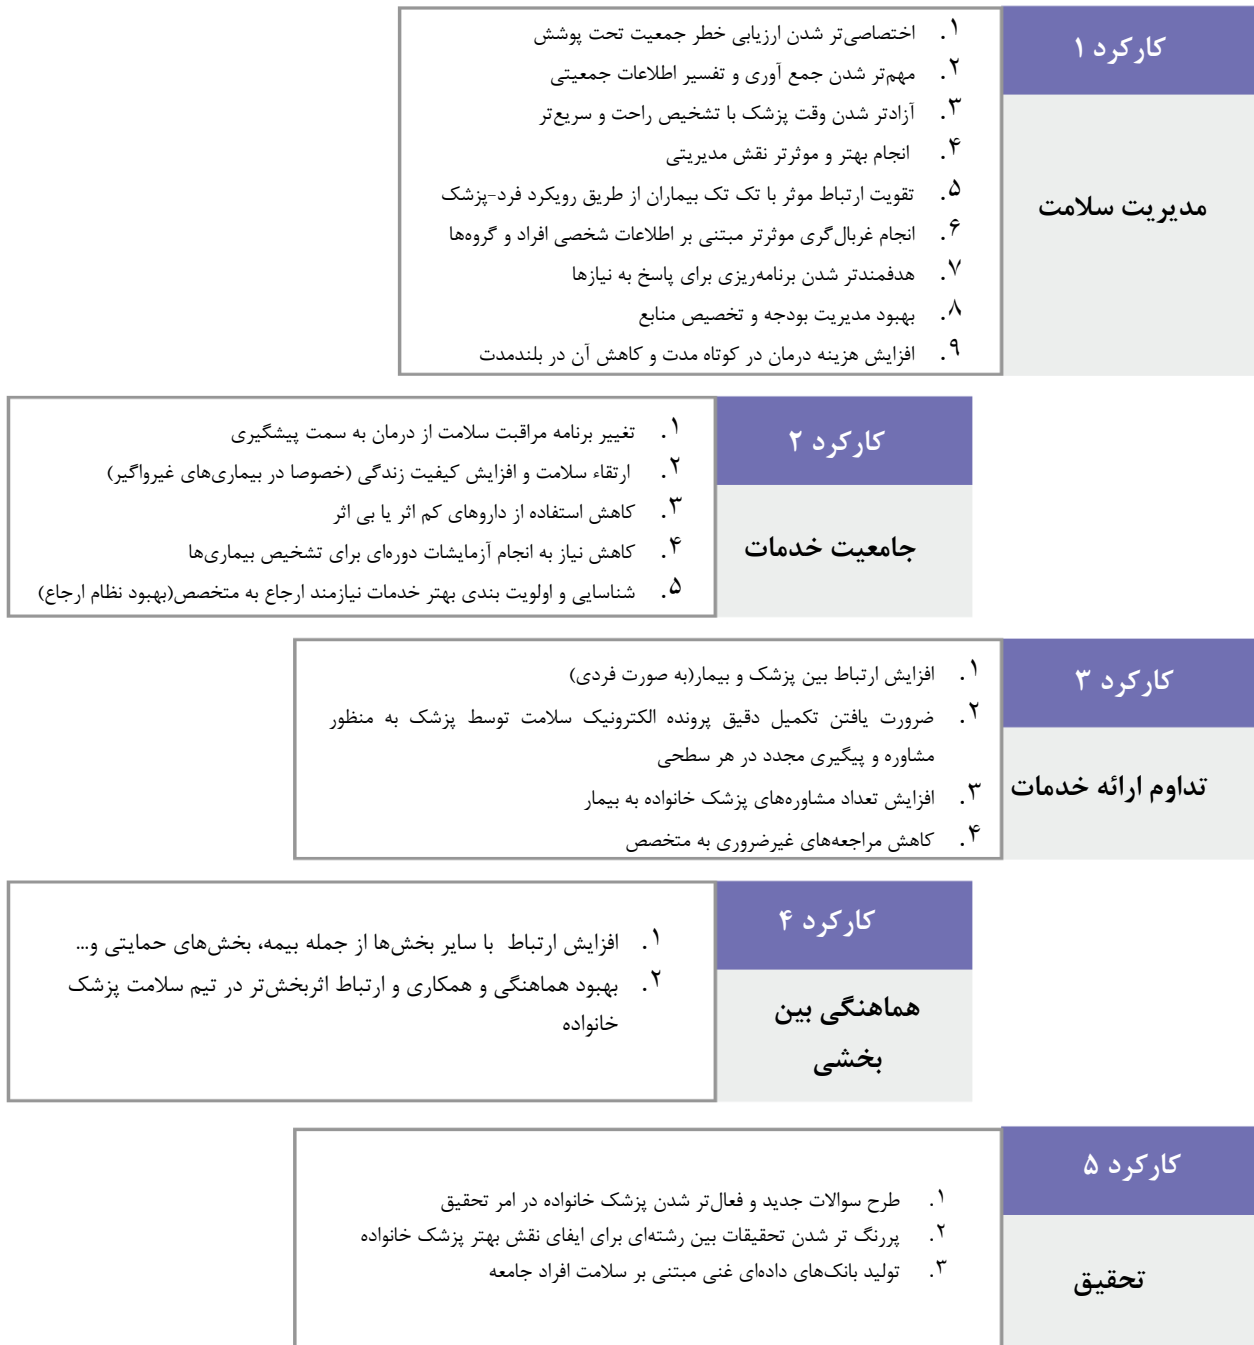 کارکرد ۱
مدیریت سلامت
۱. اختصاصی‌تر شدن ارزیابی خطر جمعیت تحت پوشش
۲. مهم‌تر شدن جمع آوری و تفسیر اطلاعات جمعیتی
۳. آزادتر شدن وقت پزشک با تشخیص راحت و سریع‌تر
۴. انجام بهتر و موثرتر نقش مدیریتی
۵. تقویت ارتباط موثر با تک تک بیماران از طریق رویکرد فرد-پزشک
۶. انجام غربال‌گری موثرتر مبتنی بر اطلاعات شخصی افراد و گروه‌ها
۷. هدفمندتر شدن برنامه‌ریزی برای پاسخ به نیازها
۸. بهبود مدیریت بودجه و تخصیص منابع
۹. افزایش هزینه درمان در کوتاه مدت و کاهش آن در بلندمدت
کارکرد ۲
جامعیت خدمات
۱. تغییر برنامه مراقبت سلامت از درمان به سمت پیشگیری
۲. ارتقاء سلامت و افزایش کیفیت زندگی (خصوصا در بیماری‌های غیرواگیر)
۳. کاهش استفاده از داروهای کم اثر یا بی اثر
۴. کاهش نیاز به انجام آزمایشات دوره‌ای برای تشخیص بیماری‌ها
۵. شناسایی و اولویت بندی بهتر خدمات نیازمند ارجاع به متخصص(بهبود نظام ارجاع)
کارکرد ۳
تداوم ارائه خدمات
۱. افزایش ارتباط بین پزشک و بیمار(به صورت فردی)
۲. ضرورت یافتن تکمیل دقیق پرونده الکترونیک سلامت توسط پزشک به منظور
مشاوره و پیگیری مجدد در هر سطحی
۳. افزایش تعداد مشاوره‌های پزشک خانواده به بیمار
۴. کاهش مراجعه‌های غیرضروری به متخصص
کارکرد ۴
هماهنگی بین
بخشی
۱. افزایش ارتباط با سایر بخش‌ها از جمله بیمه، بخش‌های حمایتی و...
۲. بهبود هماهنگی و همکاری و ارتباط اثربخش‌تر در تیم سلامت پزشک
خانواده
کارکرد ۵
تحقیق
۱. طرح سوالات جدید و فعال‌تر شدن پزشک خانواده در امر تحقیق
۲. پررنگ تر شدن تحقیقات بین رشته‌ای برای ایفای نقش بهتر پزشک خانواده
۳. تولید بانک‌های داده‌ای غنی مبتنی بر سلامت افراد جامعه